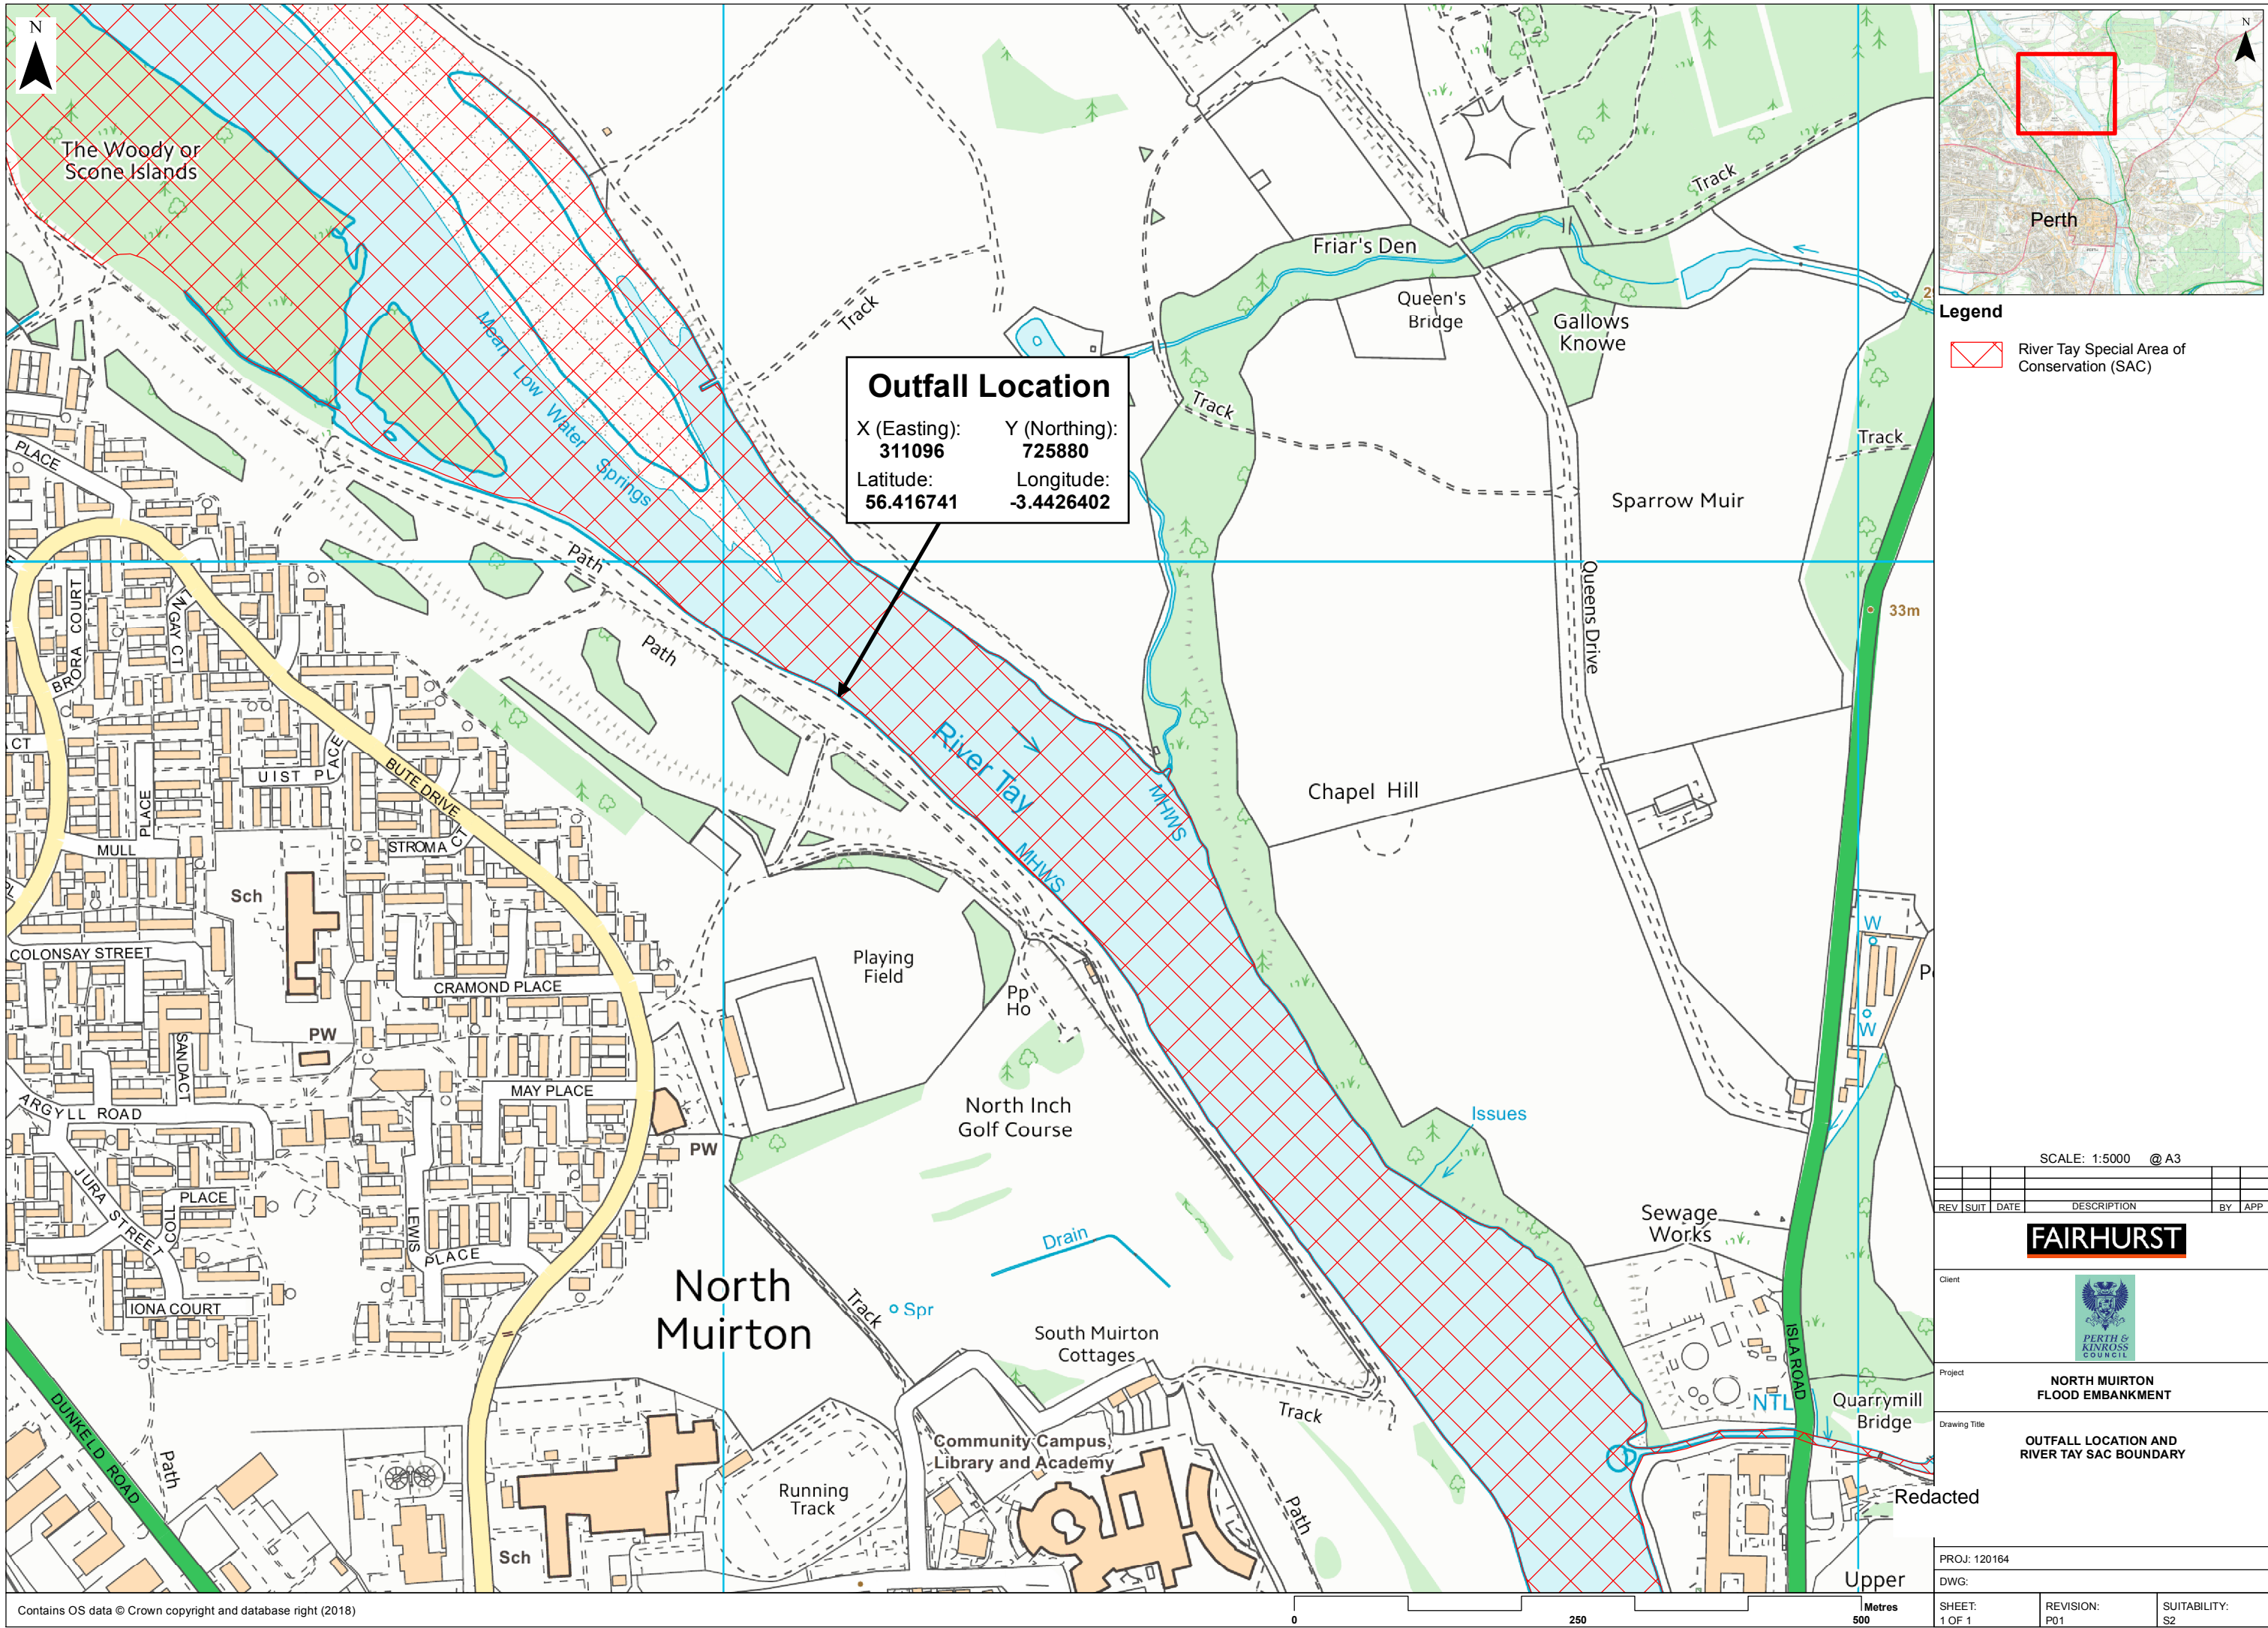 N
The Woody or
Scone Islands
Mean Low Water Springs
Track
Friar's Den
Queen's
Bridge
Gallows
Knowe
Track
Track
Track
Sparrow Muir
Outfall Location
X (Easting): Y (Northing):
311096 725880
Latitude: Longitude:
56.416741 -3.4426402
Path
Path
PLACE
BRORA COURT
Queens Drive
33m
River Tay
MHWS
MHWS
Chapel Hill
UIST PLACE
BUTE DRIVE
PLACE
MULL
STROMA CT
Sch
COLONSAY STREET
CRAMOND PLACE
Playing
Field
Pp
Ho
W
W
PW
SANDA CT
ARGYLL ROAD
MAY PLACE
PW
North Inch
Golf Course
Issues
JURA STREET
PLACE
COLL
LEWIS
PLACE
IONA COURT
Drain
Spr
Track
North
Muirton
South Muirton
Cottages
Sewage
Works
ISLA ROAD
NTL
Quarrymill
Bridge
Track
DUNKELD ROAD
Path
Community Campus
Library and Academy
Running
Track
Path
Sch
Upper
Contains OS data © Crown copyright and database right (2018)
0 250 500
Metres
N
Perth
Legend
River Tay Special Area of
Conservation (SAC)
SCALE: 1:5000 @ A3
REV SUIT DATE DESCRIPTION BY APP
FAIRHURST
Client
PERTH &
KINROSS
COUNCIL
Project
NORTH MUIRTON
FLOOD EMBANKMENT
Drawing Title
OUTFALL LOCATION AND
RIVER TAY SAC BOUNDARY
Redacted
PROJ: 120164
DWG:
SHEET: REVISION: SUITABILITY:
1 OF 1 P01 S2